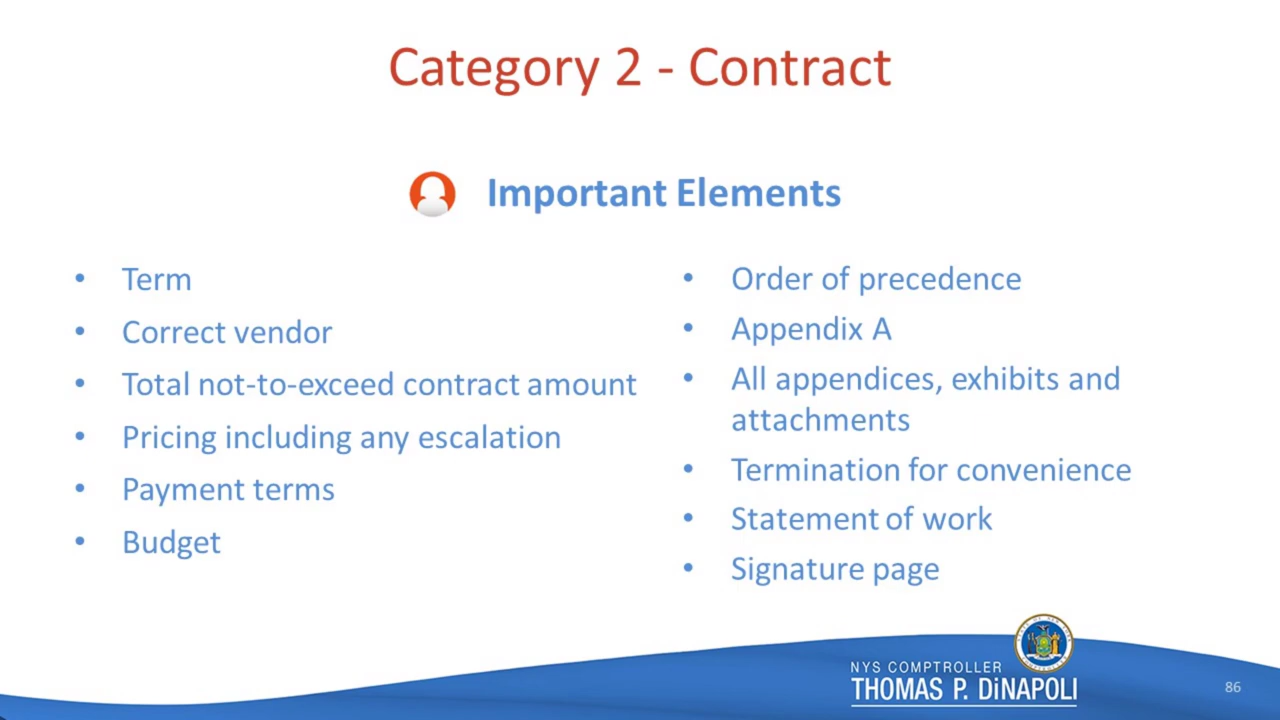 Category 2 - Contract
Important Elements
• Term
• Correct vendor
• Total not-to-exceed contract amount
• Pricing including any escalation
• Payment terms
• Budget
• Order of precedence
• Appendix A
• All appendices, exhibits and
attachments
• Termination for convenience
• Statement of work
• Signature page
NYS COMPTROLLER
THOMAS P. DiNAPOLI
86